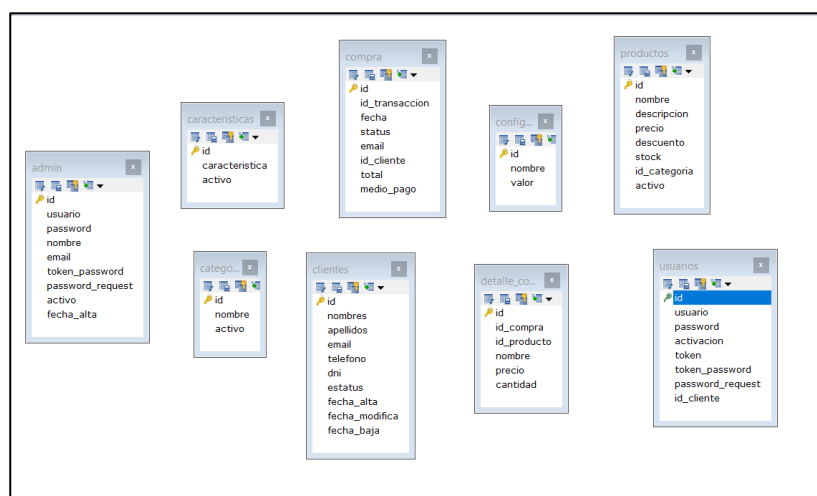 admin
id
usuario
password
nombre
email
token_password
password_request
activo
fecha_alta
caracteristicas
id
caracteristica
activo
compra
id
id_transaccion
fecha
status
email
id_cliente
total
medio_pago
config...
id
nombre
valor
productos
id
nombre
descripcion
precio
descuento
stock
id_categoria
activo
catego...
id
nombre
activo
clientes
id
nombres
apellidos
email
telefono
dni
estatus
fecha_alta
fecha_modifica
fecha_baja
detalle_co...
id
id_compra
id_producto
nombre
precio
cantidad
usuarios
id
usuario
password
activacion
token
token_password
password_request
id_cliente